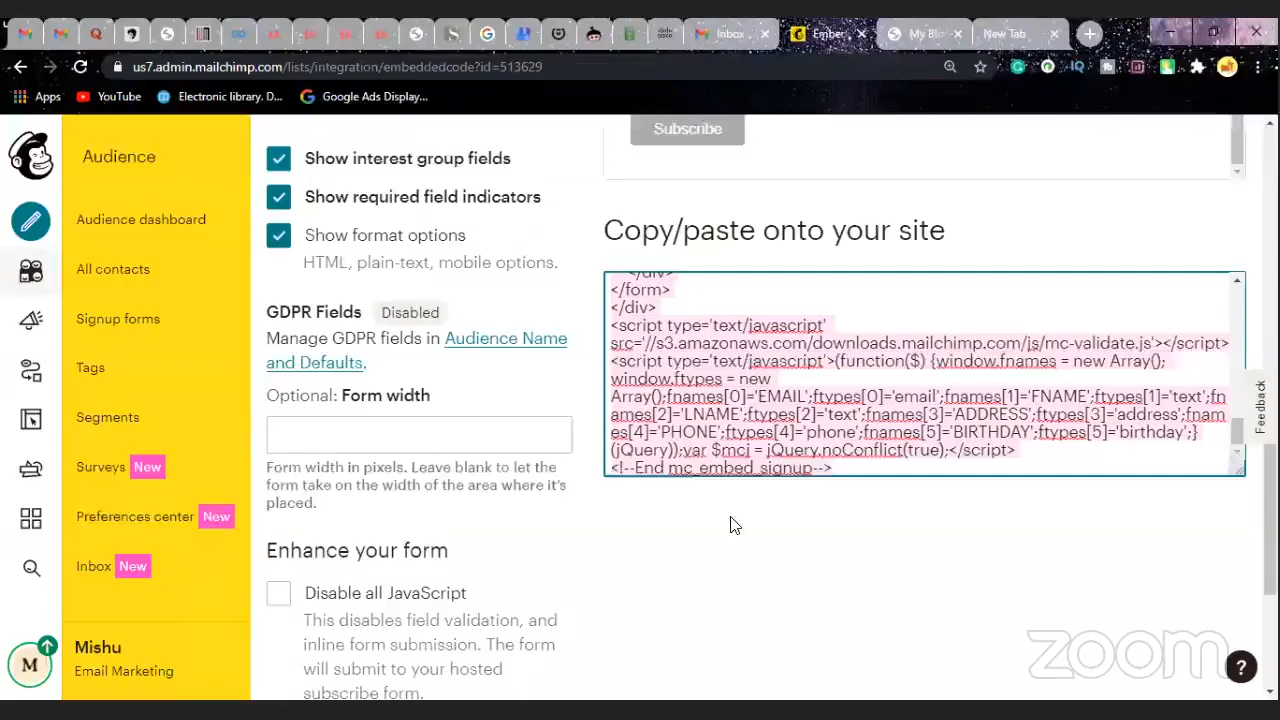 Inbox
Embe
My Blo
New Tab
us7.admin.mailchimp.com/lists/integration/embeddedcode?id=513629
Apps
YouTube
Electronic library. D...
Google Ads Display...
Audience
Audience dashboard
All contacts
Signup forms
Tags
Segments
Surveys New
Preferences center New
Inbox New
M
Mishu
Email Marketing
Show interest group fields
Show required field indicators
Show format options
HTML, plain-text, mobile options.
GDPR Fields Disabled
Manage GDPR fields in Audience Name
and Defaults.
Optional: Form width
Form width in pixels. Leave blank to let the
form take on the width of the area where it's
placed.
Enhance your form
Disable all JavaScript
This disables field validation, and
inline form submission. The form
will submit to your hosted
subscribe form.
Subscribe
Copy/paste onto your site
</div>
</form>
</div>
<script type='text/javascript'
src='//s3.amazonaws.com/downloads.mailchimp.com/js/mc-validate.js'></script>
<script type='text/javascript'>(function($) {window.fnames = new Array();
window.ftypes = new
Array();fnames[0]='EMAIL';ftypes[0]='email';fnames[1]='FNAME';ftypes[1]='text';fn
ames[2]='LNAME';ftypes[2]='text';fnames[3]='ADDRESS';ftypes[3]='address';fnam
es[4]='PHONE';ftypes[4]='phone';fnames[5]='BIRTHDAY';ftypes[5]='birthday';}
(jQuery));var $mcj = jQuery.noConflict(true);</script>
<!--End mc_embed_signup-->
Feedback
zoom
?